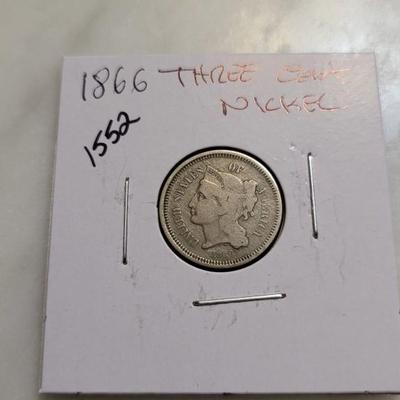 1866 THREE CENT
NICKEL
1552
UNITED STATES OF AMERICA